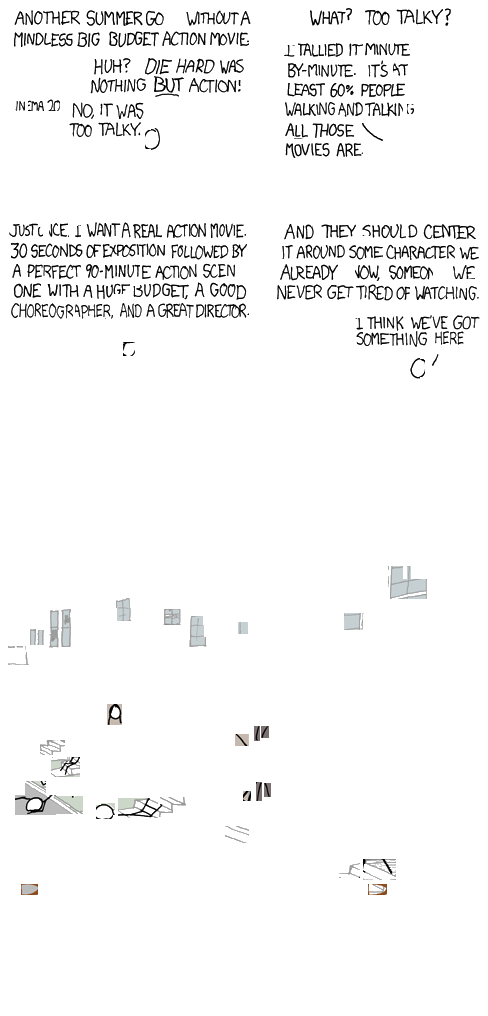 ANOTHER SUMMER GO WITHOUT A
MINDLESS BIG BUDGET ACTION MOVIE.
HUH? DIE HARD WAS
NOTHING BUT ACTION!
NO, IT WAS
TOO TALKY.
WHAT? TOO TALKY?
I TALLIED IT MINUTE
BY-MINUTE. IT'S AT
LEAST 60% PEOPLE
WALKING AND TALKING
ALL THOSE
MOVIES ARE.
I WANT A REAL ACTION MOVIE.
30 SECONDS OF EXPOSITION FOLLOWED BY
A PERFECT 90-MINUTE ACTION SCEN
ONE WITH A HUGE BUDGET, A GOOD
CHOREOGRAPHER, AND A GREAT DIRECTOR.
AND THEY SHOULD CENTER
IT AROUND SOME CHARACTER WE
ALREADY WE
NEVER GET TIRED OF WATCHING.
I THINK WE'VE GOT
SOMETHING HERE